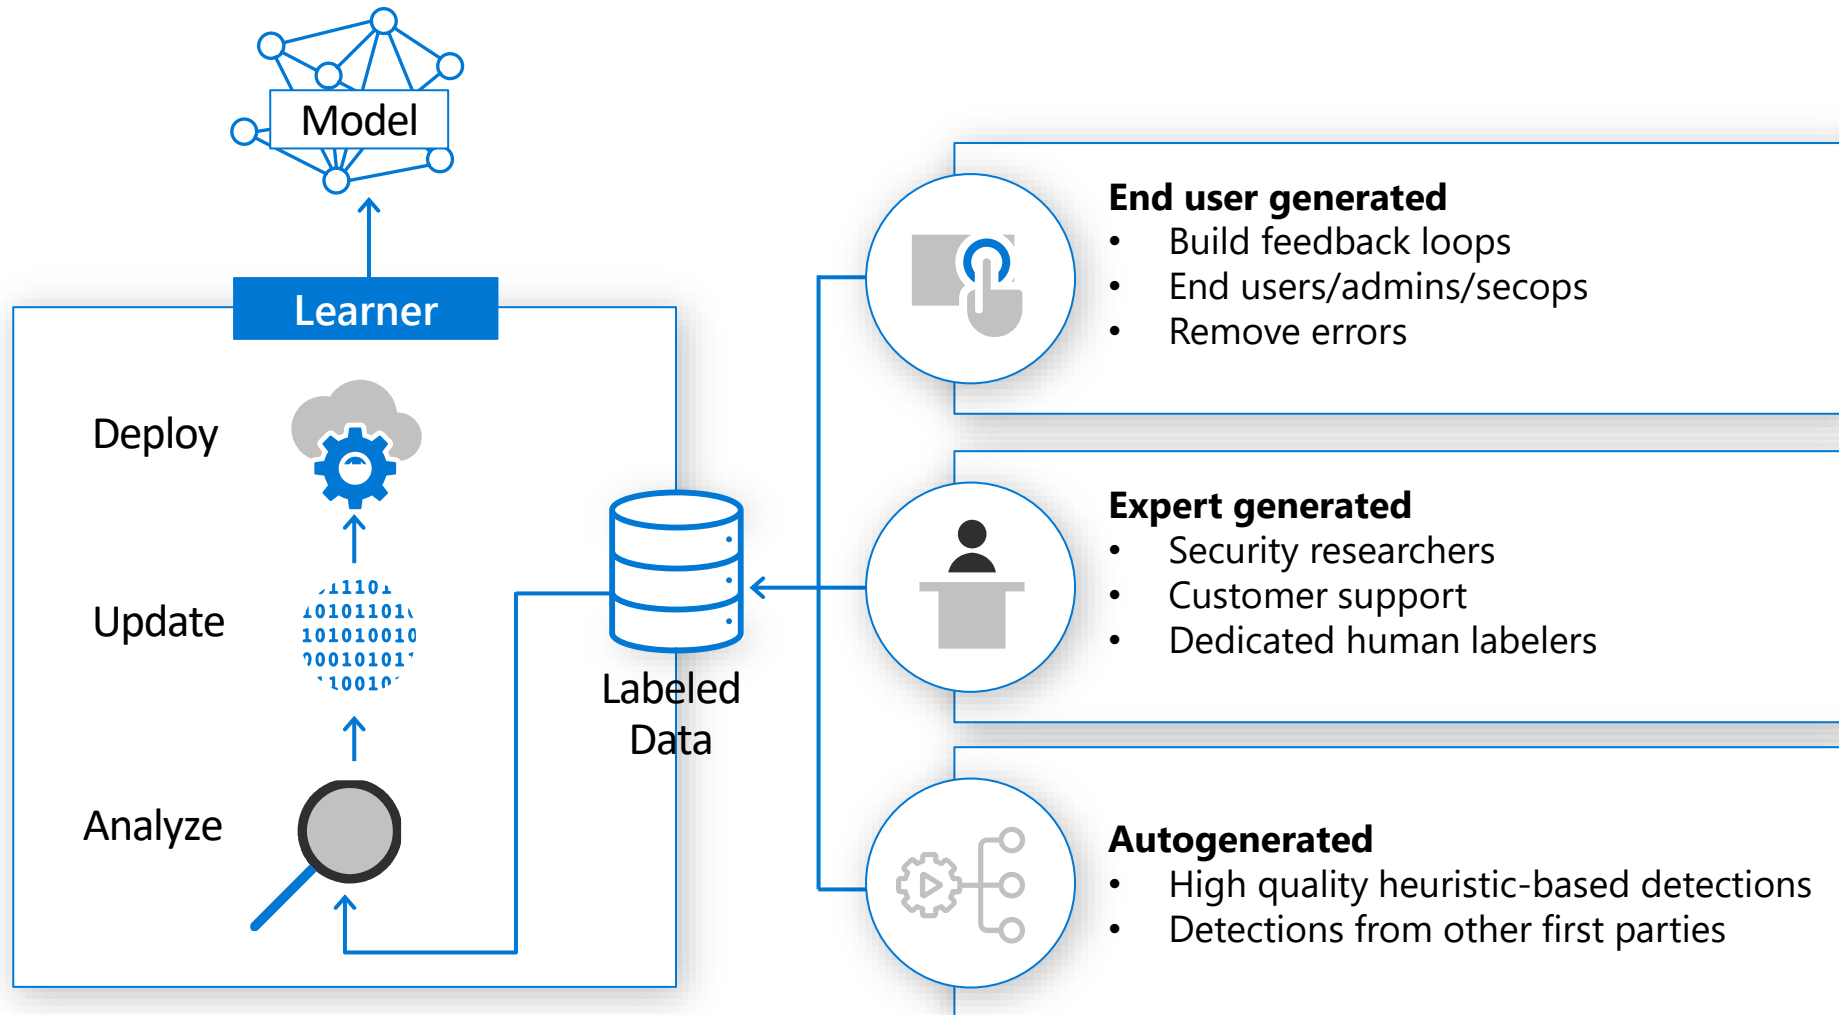 Model
Learner
Deploy
Update
Analyze
Labeled
Data
End user generated
• Build feedback loops
• End users/admins/secops
• Remove errors
Expert generated
• Security researchers
• Customer support
• Dedicated human labelers
Autogenerated
• High quality heuristic-based detections
• Detections from other first parties